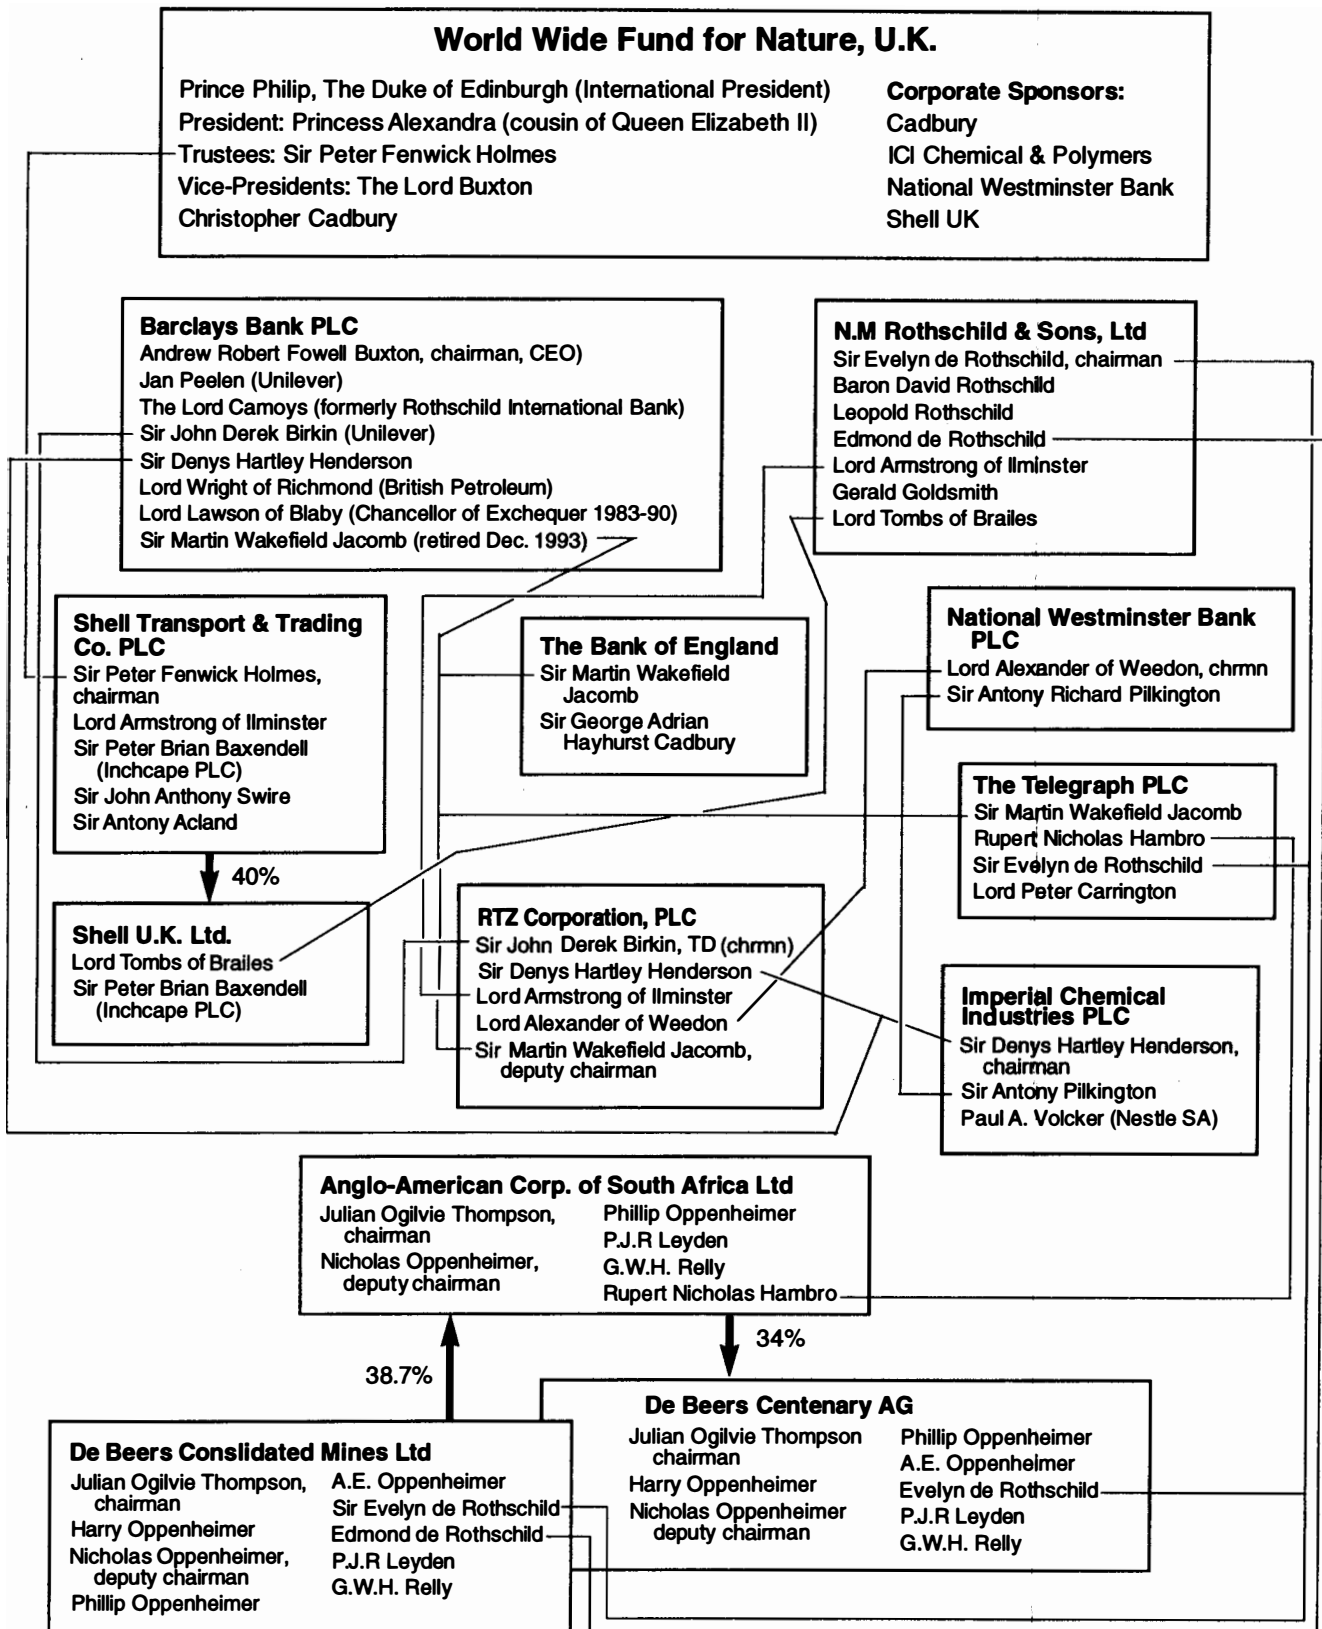 World Wide Fund for Nature, U.K.
Prince Philip, The Duke of Edinburgh (International President)
President: Princess Alexandra (cousin of Queen Elizabeth II)
Trustees: Sir Peter Fenwick Holmes
Vice-Presidents: The Lord Buxton
Christopher Cadbury
Corporate Sponsors:
Cadbury
ICI Chemical & Polymers
National Westminster Bank
Shell UK
Barclays Bank PLC
Andrew Robert Fowell Buxton, chairman, CEO)
Jan Peelen (Unilever)
The Lord Camoys (formerly Rothschild International Bank)
Sir John Derek Birkin (Unilever)
Sir Denys Hartley Henderson
Lord Wright of Richmond (British Petroleum)
Lord Lawson of Blaby (Chancellor of Exchequer 1983-90)
Sir Martin Wakefield Jacomb (retired Dec. 1993)
N.M Rothschild & Sons, Ltd
Sir Evelyn de Rothschild, chairman
Baron David Rothschild
Leopold Rothschild
Edmond de Rothschild
Lord Armstrong of Ilminster
Gerald Goldsmith
Lord Tombs of Brailes
Shell Transport & Trading
Co. PLC
Sir Peter Fenwick Holmes,
chairman
Lord Armstrong of Ilminster
Sir Peter Brian Baxendell
(Inchcape PLC)
Sir John Anthony Swire
Sir Antony Acland
40%
Shell U.K. Ltd.
Lord Tombs of Brailes
Sir Peter Brian Baxendell
(Inchcape PLC)
The Bank of England
Sir Martin Wakefield
Jacomb
Sir George Adrian
Hayhurst Cadbury
National Westminster Bank
PLC
Lord Alexander of Weedon, chrmn
Sir Antony Richard Pilkington
The Telegraph PLC
Sir Martin Wakefield Jacomb
Rupert Nicholas Hambro
Sir Evelyn de Rothschild
Lord Peter Carrington
RTZ Corporation, PLC
Sir John Derek Birkin, TD (chrmn)
Sir Denys Hartley Henderson
Lord Armstrong of Ilminster
Lord Alexander of Weedon
Sir Martin Wakefield Jacomb,
deputy chairman
Imperial Chemical
Industries PLC
Sir Denys Hartley Henderson,
chairman
Sir Antony Pilkington
Paul A. Volcker (Nestle SA)
Anglo-American Corp. of South Africa Ltd
Julian Ogilvie Thompson,
chairman
Nicholas Oppenheimer,
deputy chairman
Phillip Oppenheimer
P.J.R Leyden
G.W.H. Relly
Rupert Nicholas Hambro
38.7%
34%
De Beers Conslidated Mines Ltd
Julian Ogilvie Thompson,
chairman
Harry Oppenheimer
Nicholas Oppenheimer,
deputy chairman
Phillip Oppenheimer
A.E. Oppenheimer
Sir Evelyn de Rothschild
Edmond de Rothschild
P.J.R Leyden
G.W.H. Relly
De Beers Centenary AG
Julian Ogilvie Thompson
chairman
Harry Oppenheimer
Nicholas Oppenheimer
deputy chairman
Phillip Oppenheimer
A.E. Oppenheimer
Evelyn de Rothschild
P.J.R Leyden
G.W.H. Relly